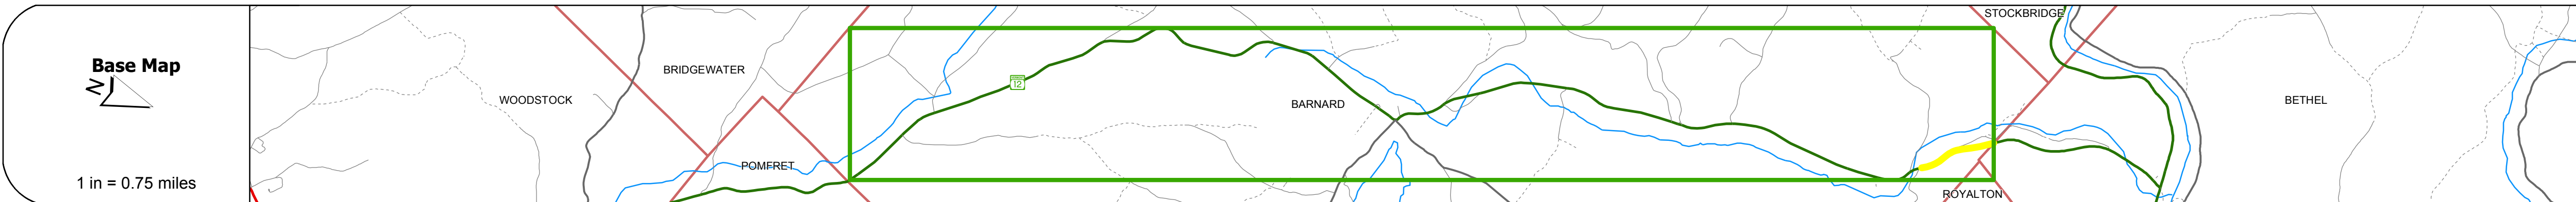 Base Map
N
1 in = 0.75 miles
WOODSTOCK
BRIDGEWATER
POMFRET
12
BARNARD
STOCKBRIDGE
ROYALTON
BETHEL